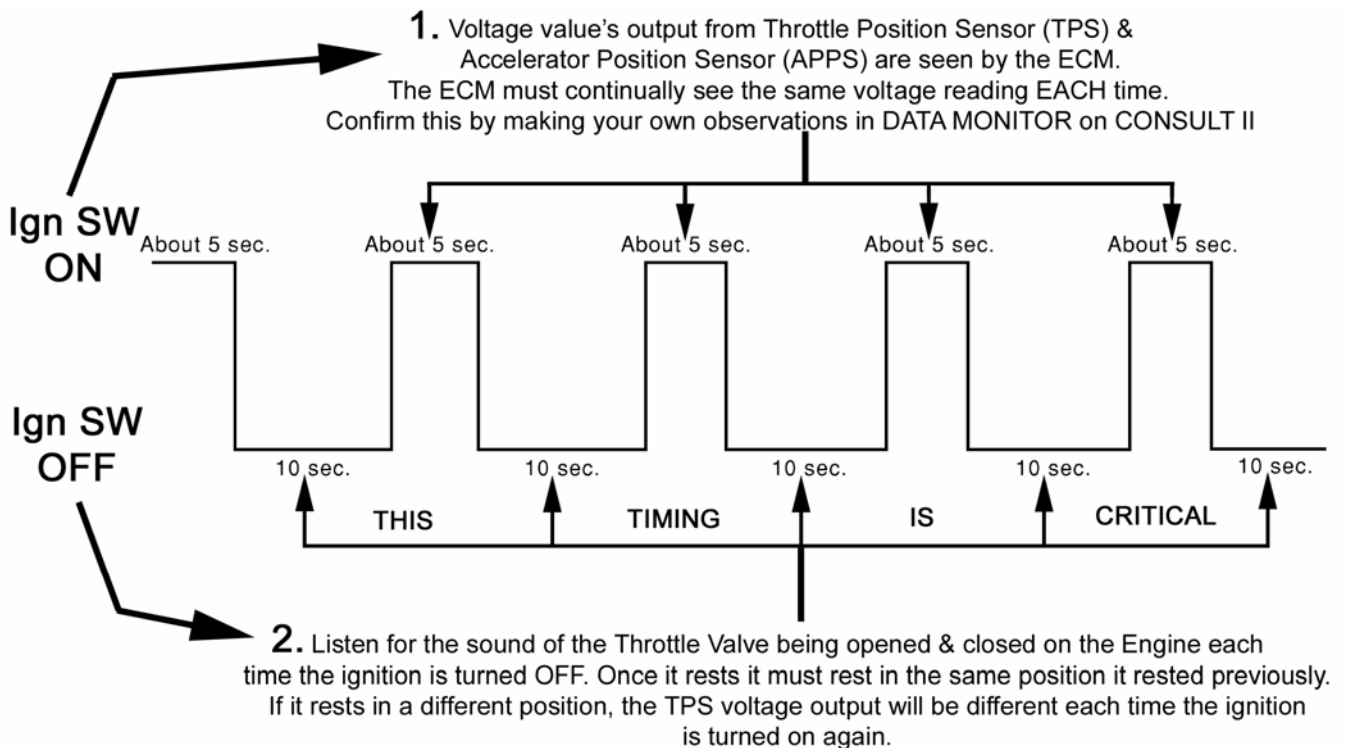 1. Voltage value's output from Throttle Position Sensor (TPS) &
Accelerator Position Sensor (APPS) are seen by the ECM.
The ECM must continually see the same voltage reading EACH time.
Confirm this by making your own observations in DATA MONITOR on CONSULT II
Ign SW
ON
About 5 sec.
About 5 sec.
About 5 sec.
About 5 sec.
About 5 sec.
Ign SW
OFF
10 sec.
10 sec.
10 sec.
10 sec.
10 sec.
THIS TIMING IS CRITICAL
2. Listen for the sound of the Throttle Valve being opened & closed on the Engine each
time the ignition is turned OFF. Once it rests it must rest in the same position it rested previously.
If it rests in a different position, the TPS voltage output will be different each time the ignition
is turned on again.